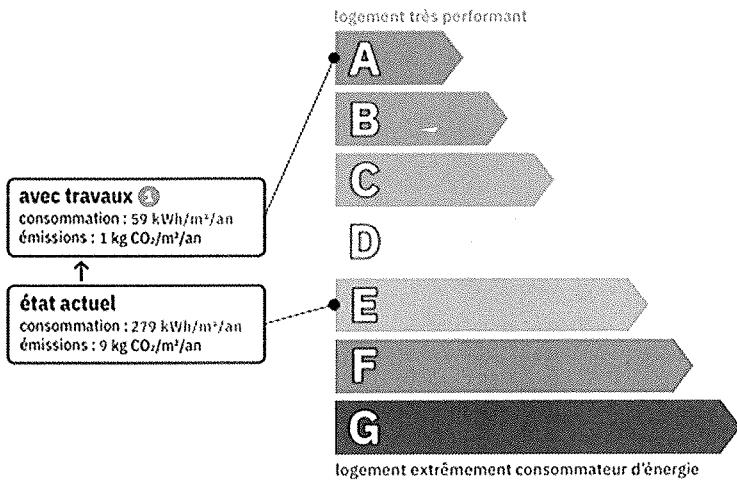 logement très performant
A
B
C
avec travaux 1
consommation : 59 kWh/m²/an
émissions : 1 kg CO₂/m²/an
D
état actuel
consommation : 279 kWh/m²/an
émissions : 9 kg CO₂/m²/an
E
F
G
logement extrêmement consommateur d'énergie